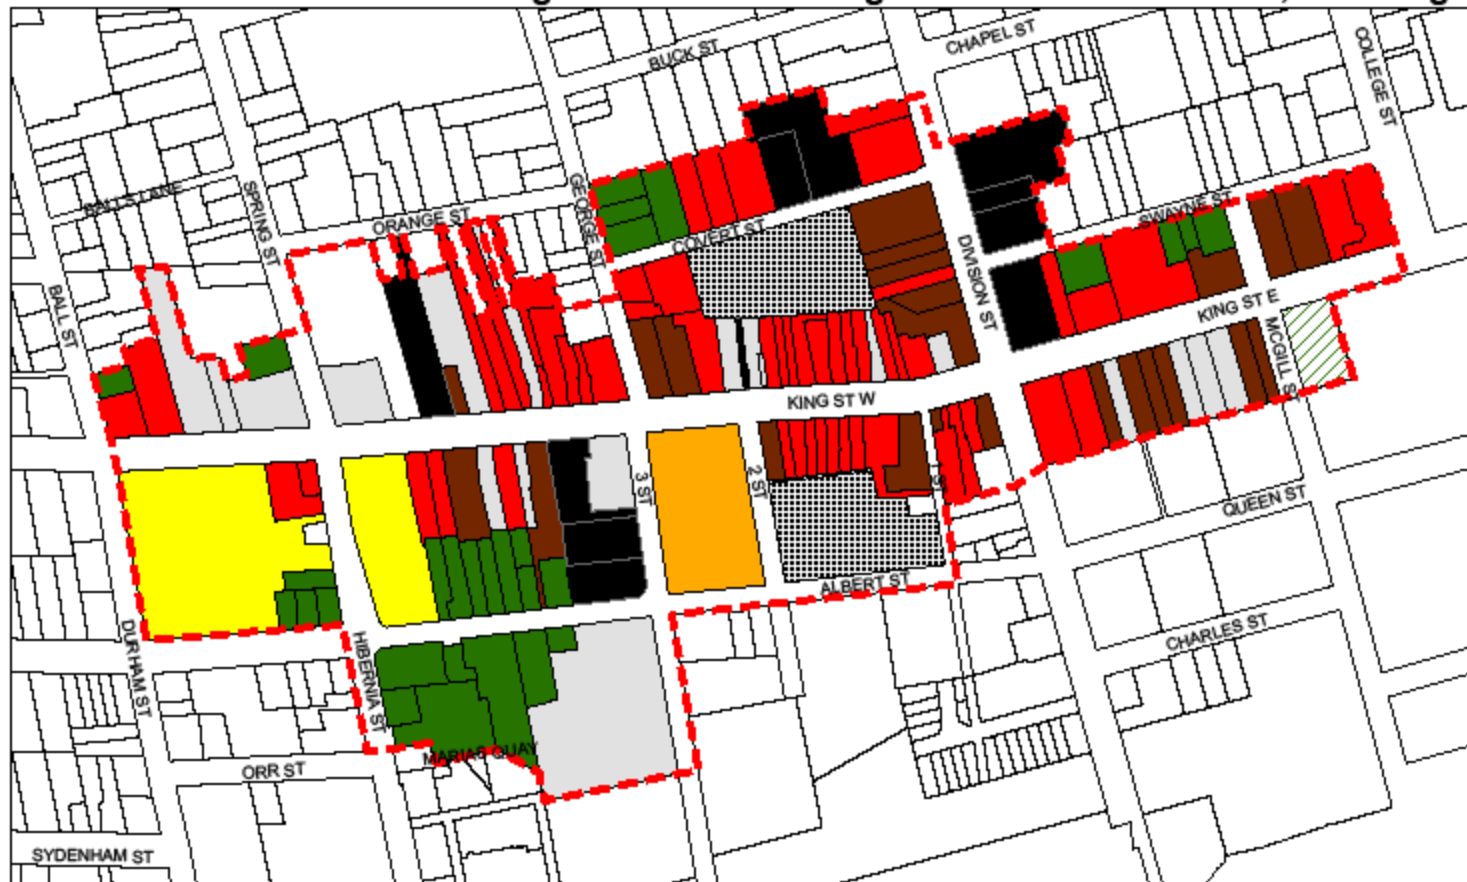 BUCK ST
CHAPEL ST
COLLEGE ST
BALLS LANE
SPRING ST
ORANGE ST
GEORGE ST
COVERT ST
SWAYNE ST
DIVISION ST
BALL ST
KING ST E
MCGILL S
KING ST W
3 ST
2 ST
QUEEN ST
ALBERT ST
DURHAM ST
HIBERNIA ST
CHARLES ST
MARIAS QUAY
ORR ST
SYDENHAM ST